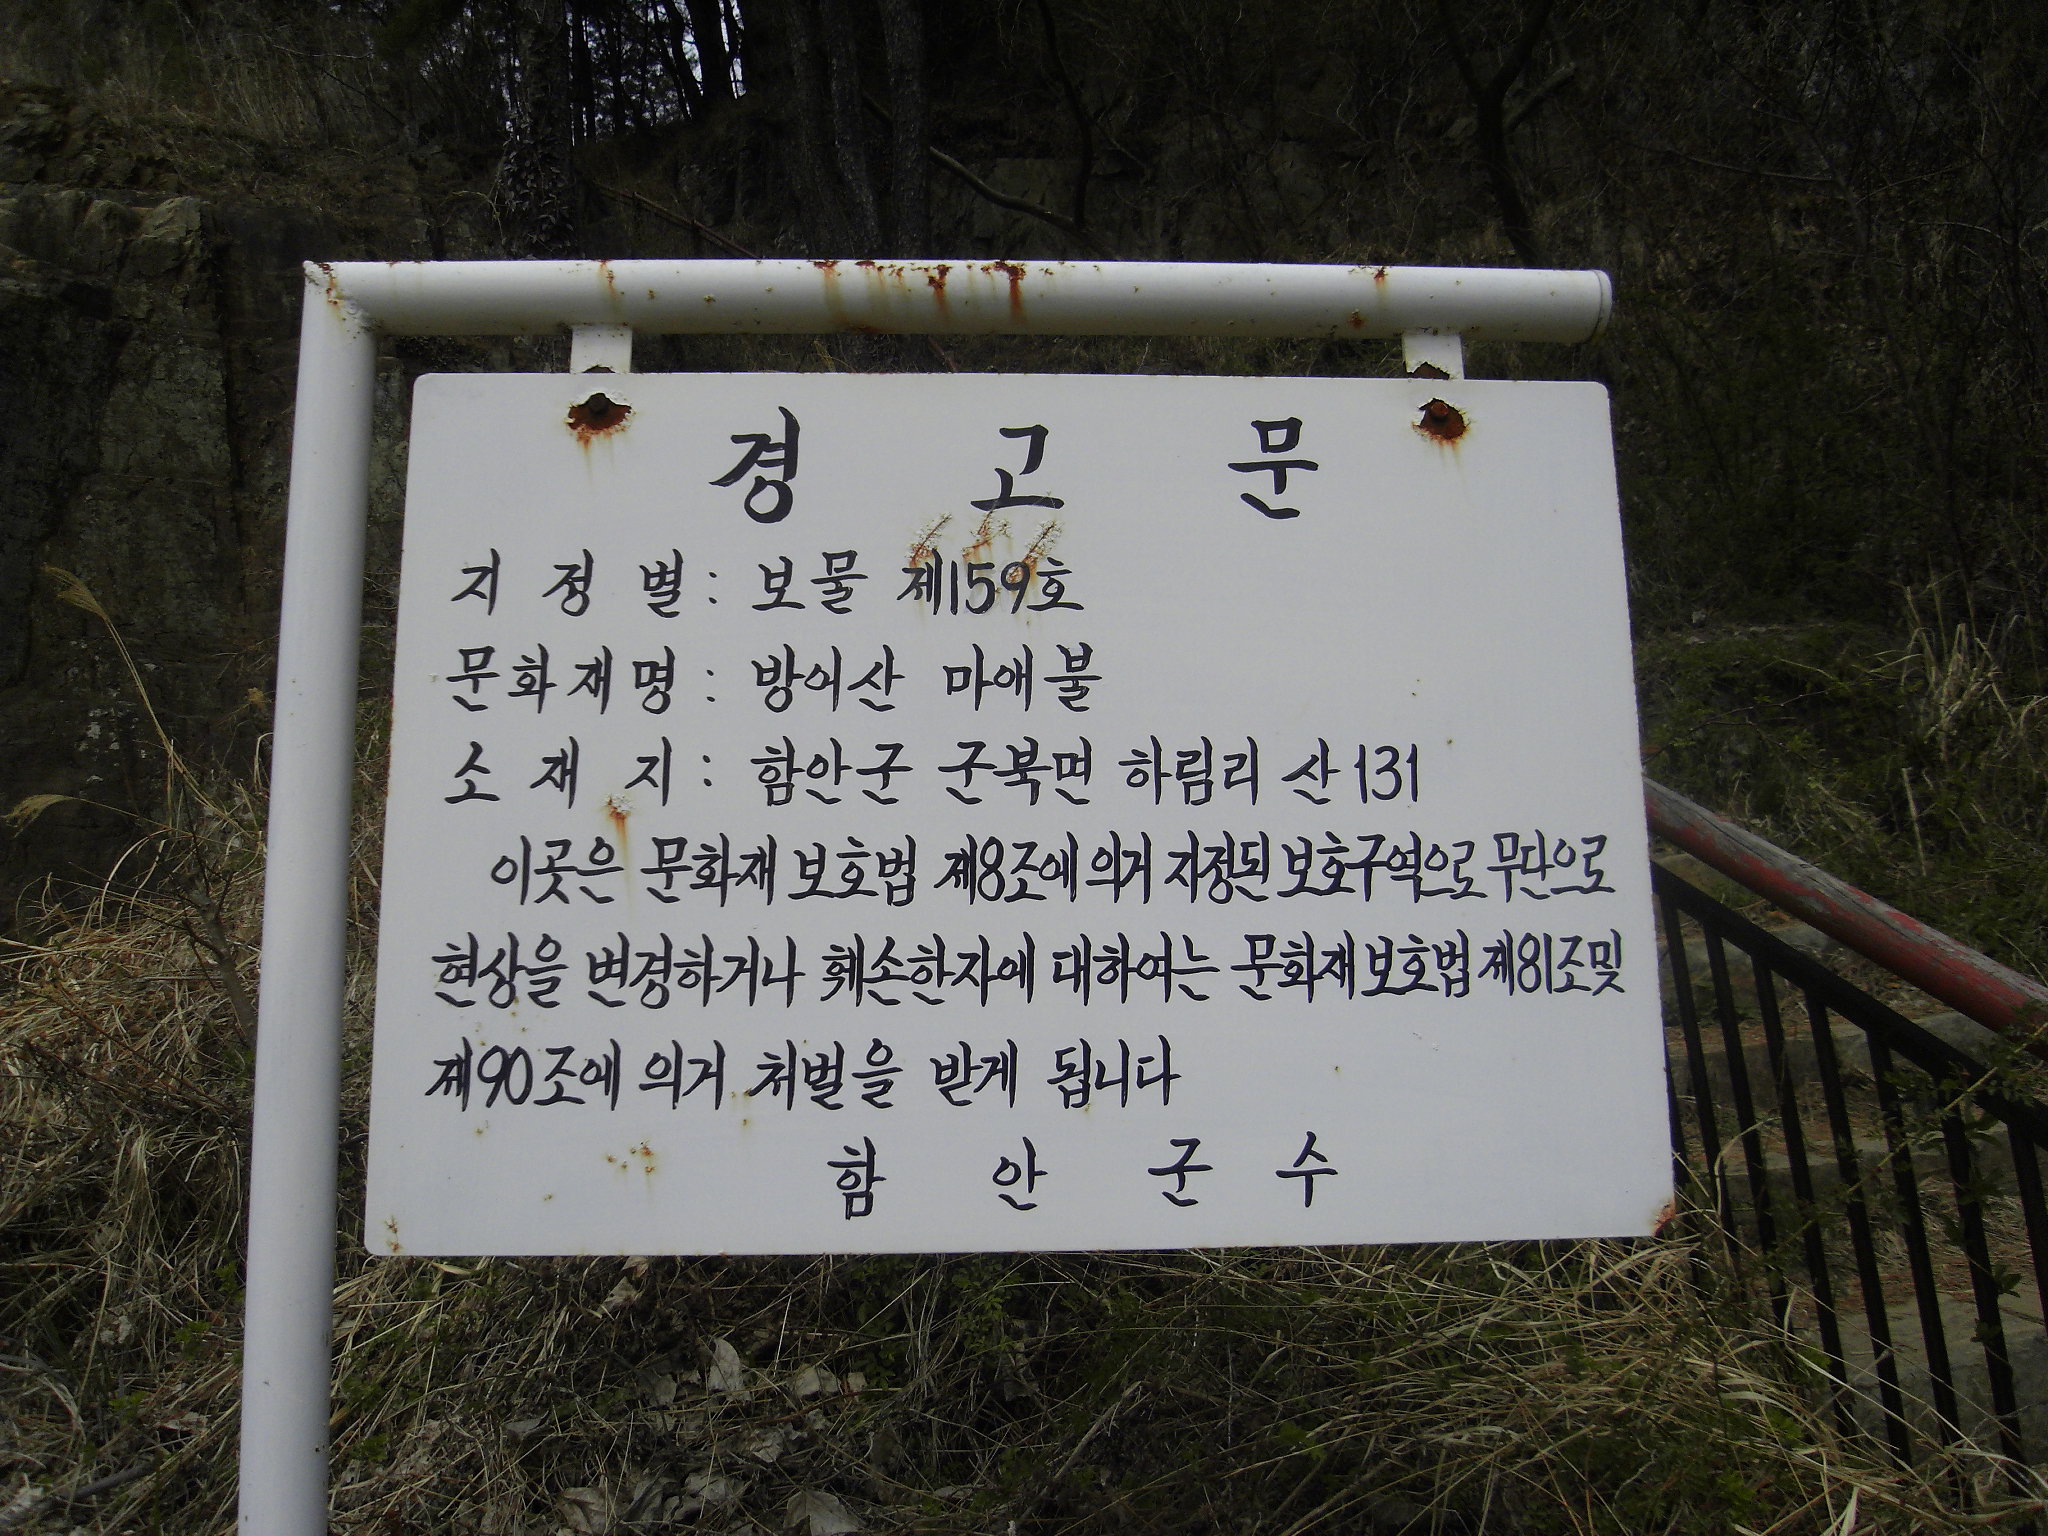 경 고 문
지 정 별 : 보물 제159호
문화재명 : 방어산 마애불
소 재 지 : 함안군 군북면 하림리 산 131
이곳은 문화재 보호법 제8조에 의거 지정된 보호구역으로 무단으로
현상을 변경하거나 훼손한자에 대하여는 문화재보호법 제81조및
제90조에 의거 처벌을 받게 됩니다
함 안 군 수